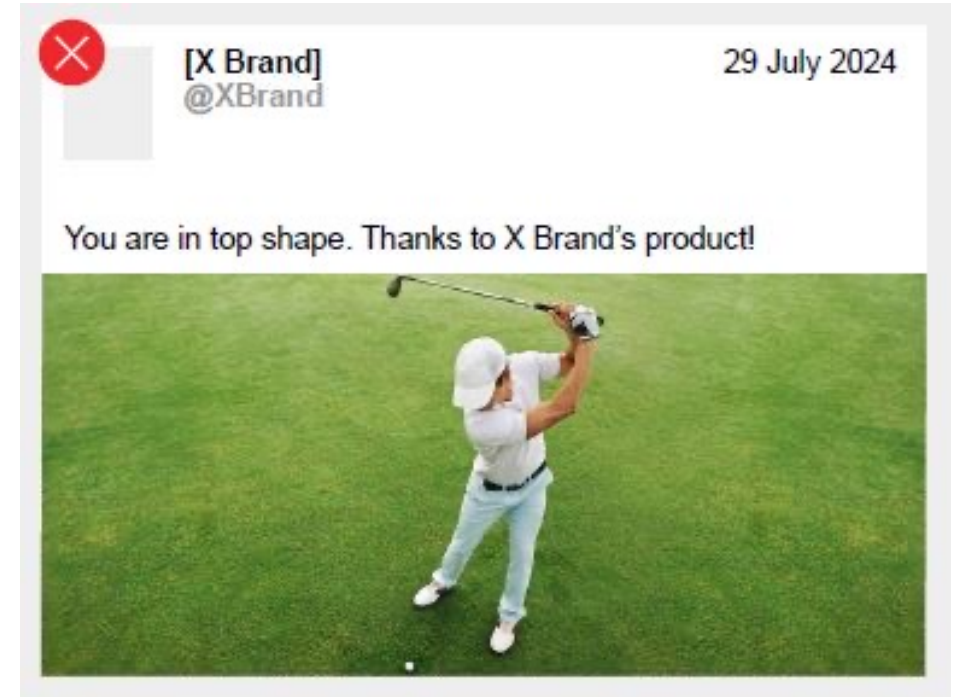 [X Brand]
29 July 2024
@XBrand
You are in top shape. Thanks to X Brand's product!